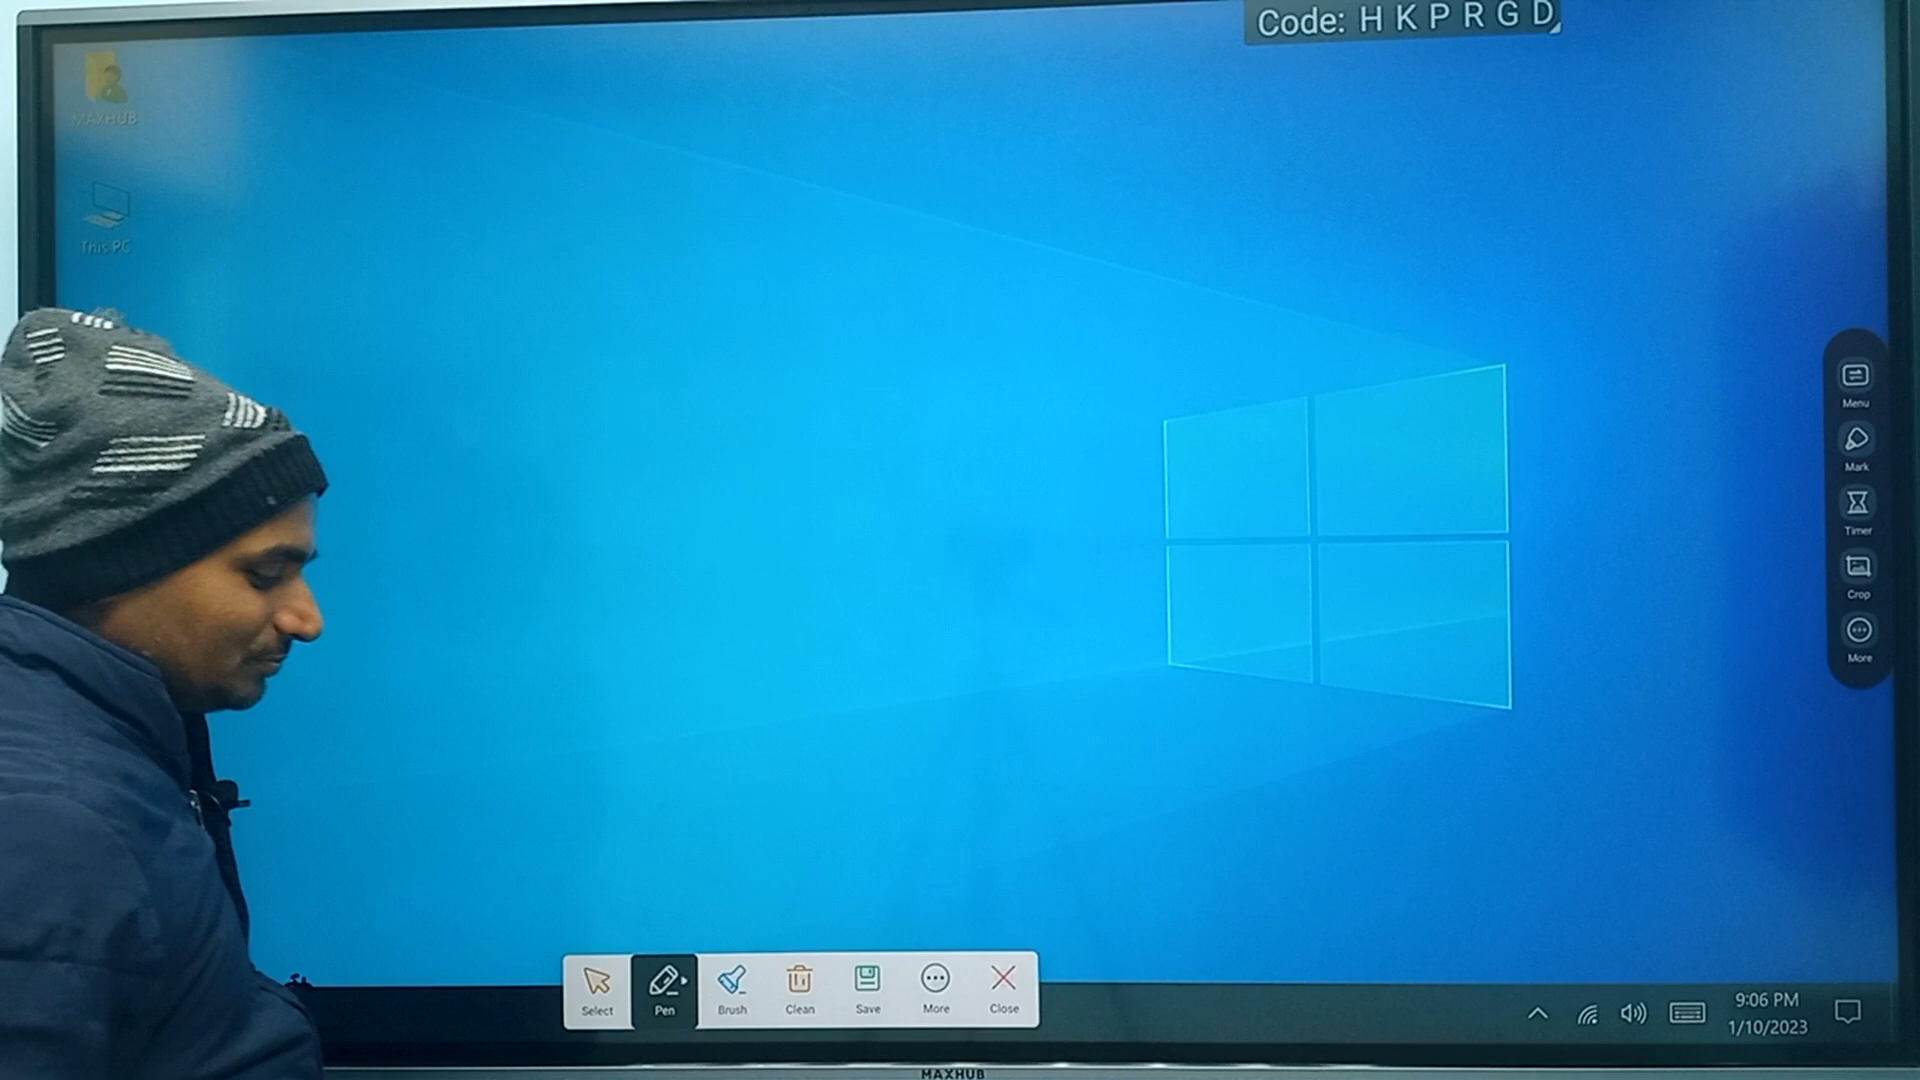 Code: H K P R G D
MAXHUB
This PC
Menu
Mark
Timer
Crop
More
Select
Pen
Brush
Clean
Save
More
Close
9:06 PM
1/10/2023
MAXHUB